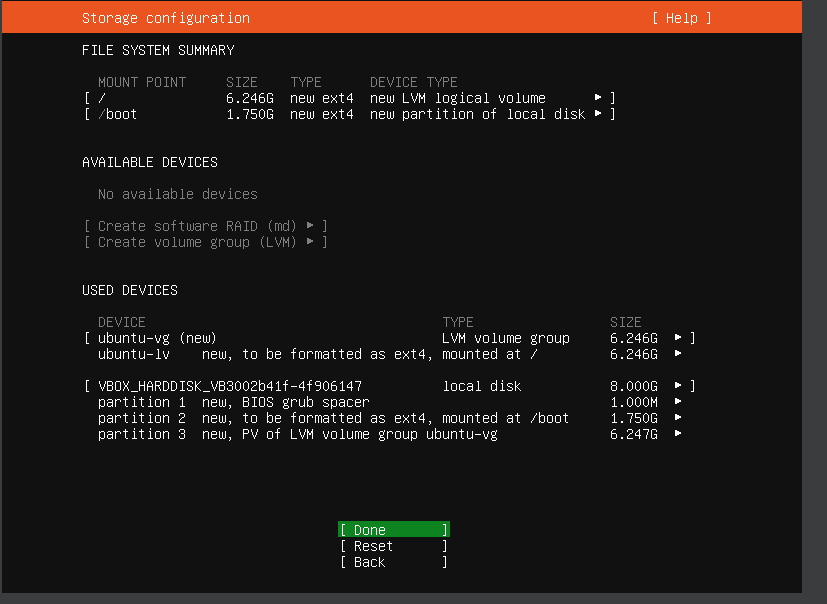 Storage configuration [ Help ]
FILE SYSTEM SUMMARY
MOUNT POINT SIZE TYPE DEVICE TYPE
[ / 6.246G new ext4 new LVM logical volume ▸ ]
[ /boot 1.750G new ext4 new partition of local disk ▸ ]
AVAILABLE DEVICES
No available devices
[ Create software RAID (md) ▸ ]
[ Create volume group (LVM) ▸ ]
USED DEVICES
DEVICE TYPE SIZE
[ ubuntu-vg (new) LVM volume group 6.246G ▸ ]
ubuntu-lv new, to be formatted as ext4, mounted at / 6.246G ▸
[ VBOX_HARDDISK_VB3002b41f-4f906147 local disk 8.000G ▸ ]
partition 1 new, BIOS grub spacer 1.000M ▸
partition 2 new, to be formatted as ext4, mounted at /boot 1.750G ▸
partition 3 new, PV of LVM volume group ubuntu-vg 6.247G ▸
[ Done ]
[ Reset ]
[ Back ]